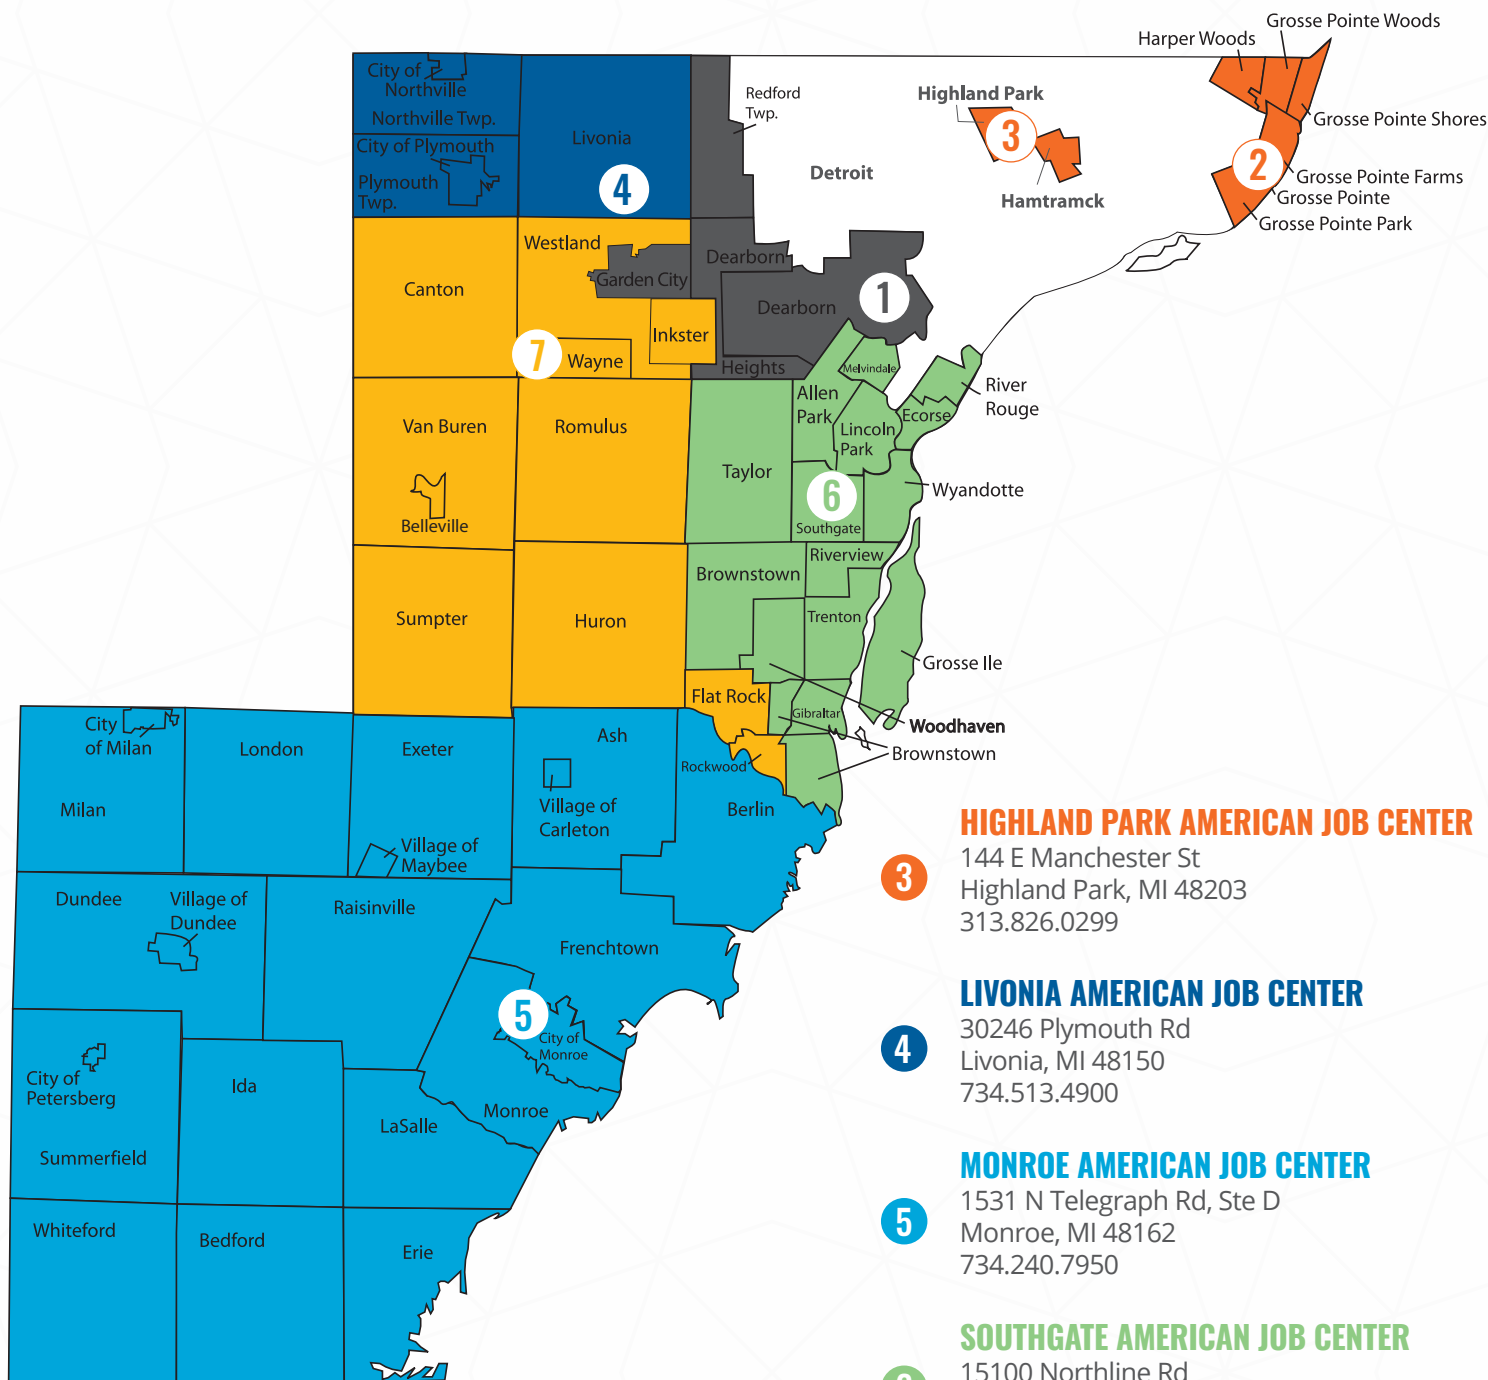 Grosse Pointe Woods
Harper Woods
City of
Northville
Northville Twp.
City of Plymouth
Plymouth
Twp.
Livonia
4
Redford
Twp.
Highland Park
3
Detroit
Hamtramck
Grosse Pointe Shores
2
Grosse Pointe Farms
Grosse Pointe
Grosse Pointe Park
Westland
Garden City
Dearborn
Dearborn
1
Heights
Canton
Inkster
7
Wayne
Melvindale
Allen
Park
River
Rouge
Ecorse
Lincoln
Park
Van Buren
Romulus
Belleville
Taylor
6
Southgate
Wyandotte
Riverview
Brownstown
Trenton
Sumpter
Huron
Grosse Ile
Flat Rock
Gibraltar
Woodhaven
Brownstown
Rockwood
City
of Milan
Milan
London
Exeter
Ash
Village of
Carleton
Village of
Maybee
Berlin
Dundee
Village of
Dundee
Raisinville
Frenchtown
5
City of
Monroe
City of
Petersberg
Ida
Monroe
LaSalle
Summerfield
Whiteford
Bedford
Erie
HIGHLAND PARK AMERICAN JOB CENTER
3
144 E Manchester St
Highland Park, MI 48203
313.826.0299
LIVONIA AMERICAN JOB CENTER
4
30246 Plymouth Rd
Livonia, MI 48150
734.513.4900
MONROE AMERICAN JOB CENTER
5
1531 N Telegraph Rd, Ste D
Monroe, MI 48162
734.240.7950
SOUTHGATE AMERICAN JOB CENTER
15100 Northline Rd